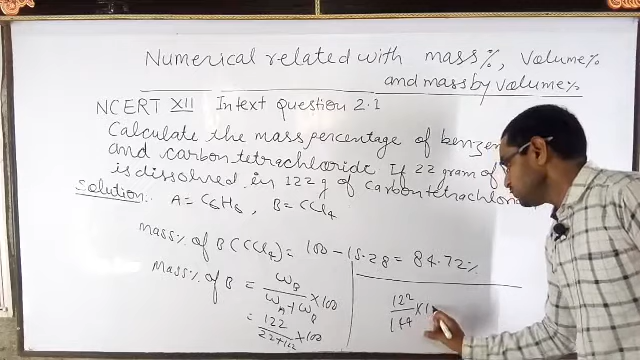 Numerical related with mass%, Volume%
and mass by volume%
NCERT XII Intext Question 2.1
Calculate the mass percentage of benzen
and carbontetrachloride If 22 gram of
is dissolved in 122 g of carbontetrachlor
Solution:- A = C6H6, B = CCl4
Mass% of B (CCl4) = 100 - 15.28 = 84.72%
Mass% of B = WB / WA + WB × 100
= 122 / 22+122 × 100
122 / 144 × 1